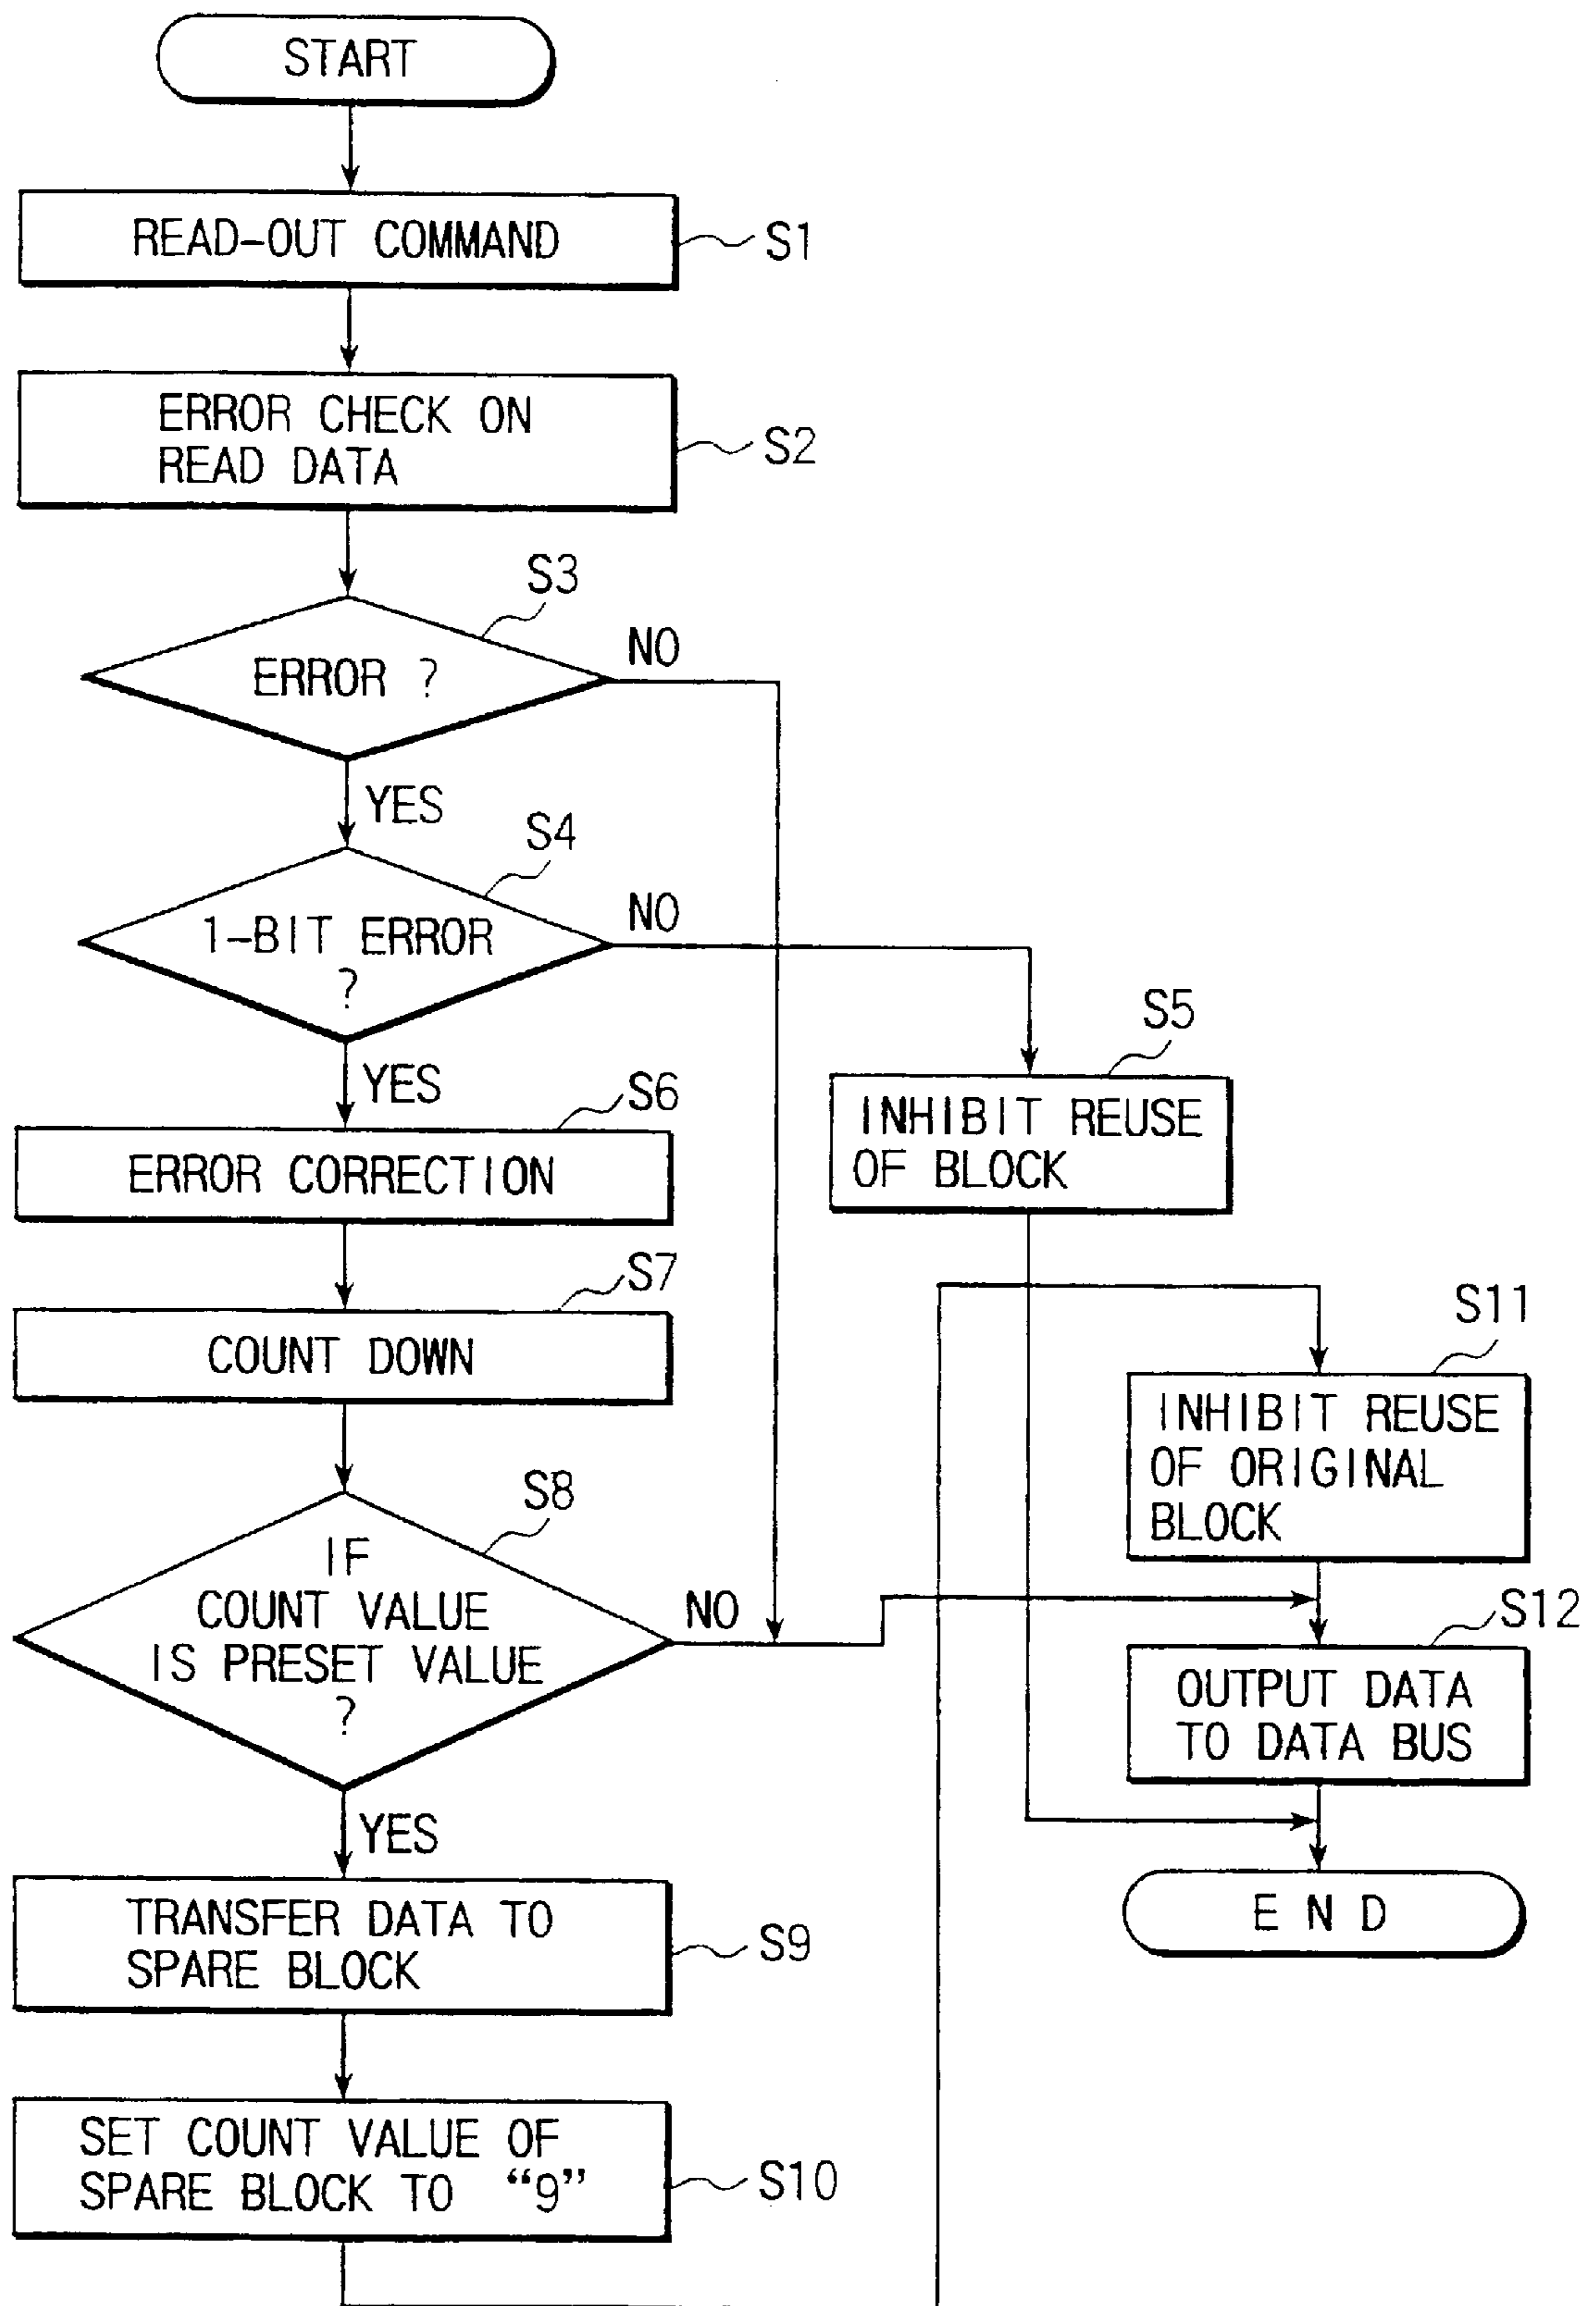 START
READ-OUT COMMAND
S1
ERROR CHECK ON
READ DATA
S2
S3
ERROR ?
NO
YES
S4
1-BIT ERROR
?
NO
YES
S5
INHIBIT REUSE
OF BLOCK
S6
ERROR CORRECTION
S7
COUNT DOWN
S8
IF
COUNT VALUE
IS PRESET VALUE
?
NO
YES
S11
INHIBIT REUSE
OF ORIGINAL
BLOCK
S12
OUTPUT DATA
TO DATA BUS
END
TRANSFER DATA TO
SPARE BLOCK
S9
SET COUNT VALUE OF
SPARE BLOCK TO “9”
S10